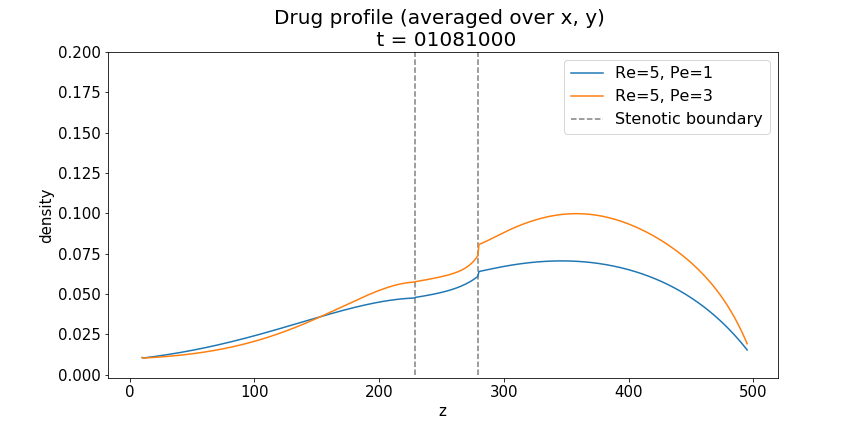 Drug profile (averaged over x, y)
t = 01081000
0.200
0.175
0.150
0.125
0.100
0.075
0.050
0.025
0.000
density
Re=5, Pe=1
Re=5, Pe=3
Stenotic boundary
0 100 200 300 400 500
z